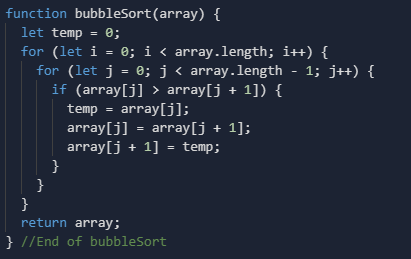 function bubbleSort(array) {
  let temp = 0;
  for (let i = 0; i < array.length; i++) {
    for (let j = 0; j < array.length - 1; j++) {
      if (array[j] > array[j + 1]) {
        temp = array[j];
        array[j] = array[j + 1];
        array[j + 1] = temp;
      }
    }
  }
  return array;
} //End of bubbleSort